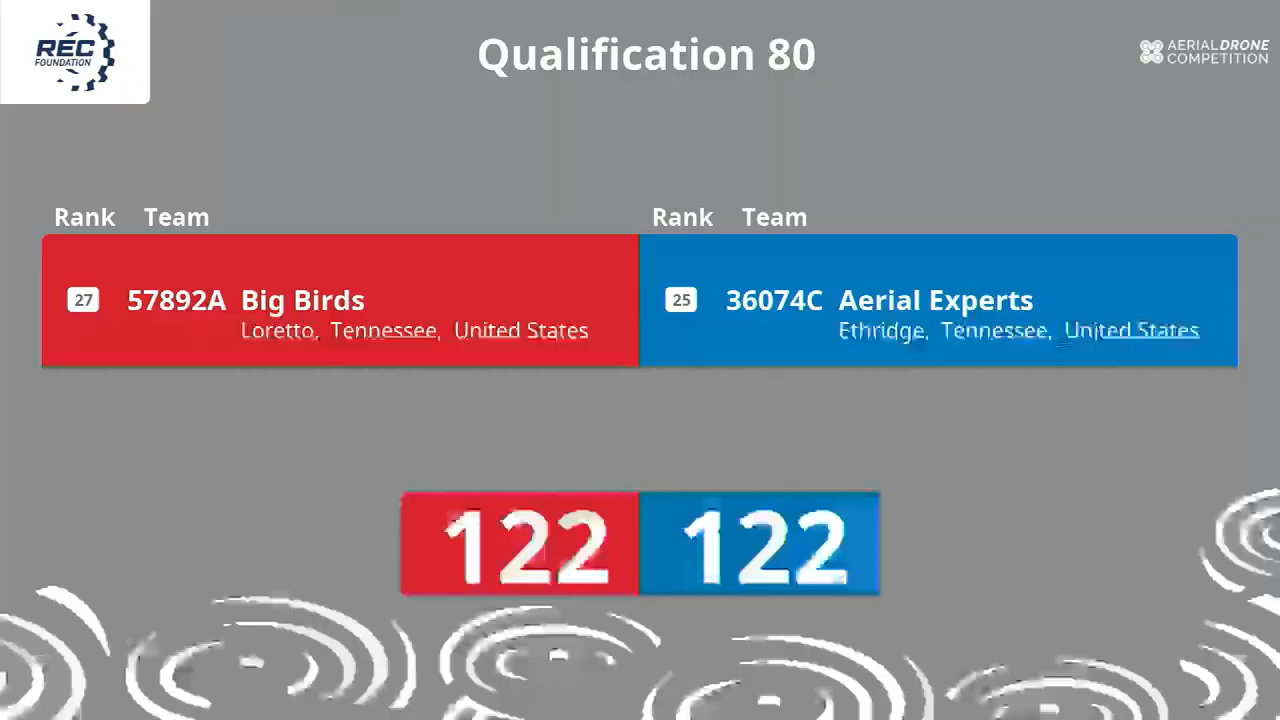 REC
FOUNDATION
Qualification 80
AERIALDRONE
COMPETITION
Rank Team
Rank Team
27 57892A Big Birds
Loretto, Tennessee, United States
25 36074C Aerial Experts
Ethridge, Tennessee, United States
122
122